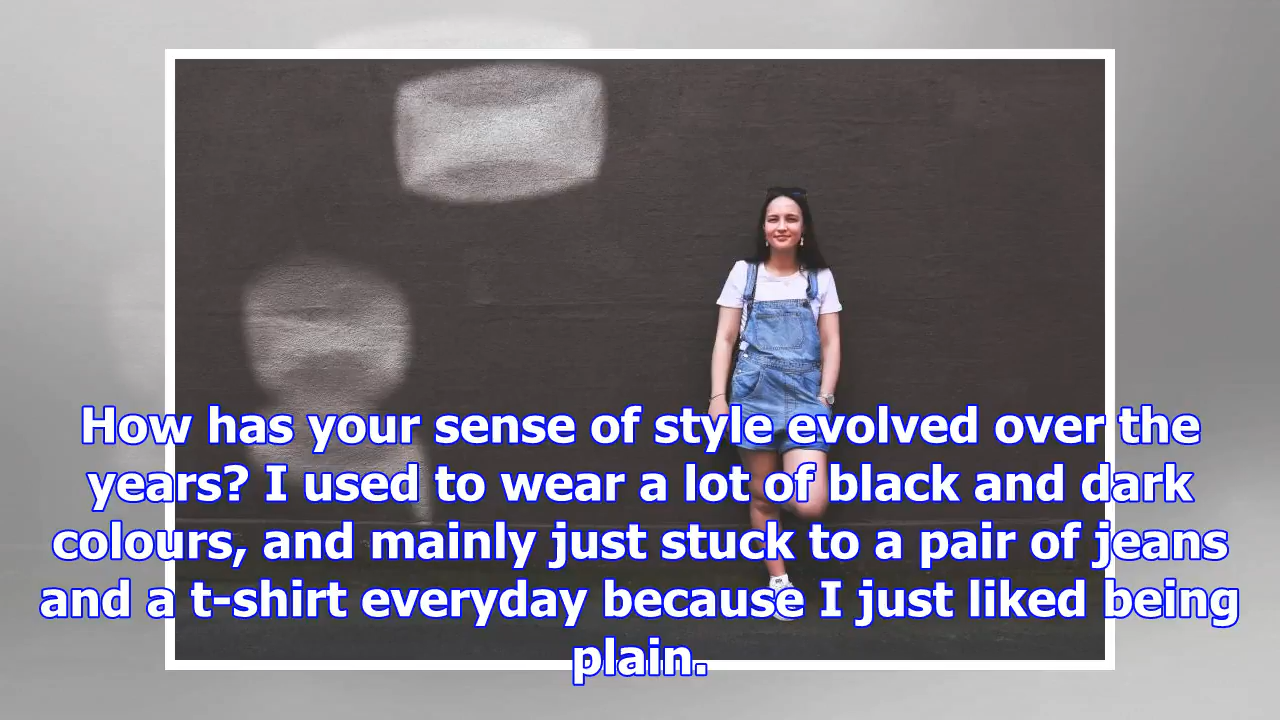 How has your sense of style evolved over the
years? I used to wear a lot of black and dark
colours, and mainly just stuck to a pair of jeans
and a t-shirt everyday because I just liked being
plain.